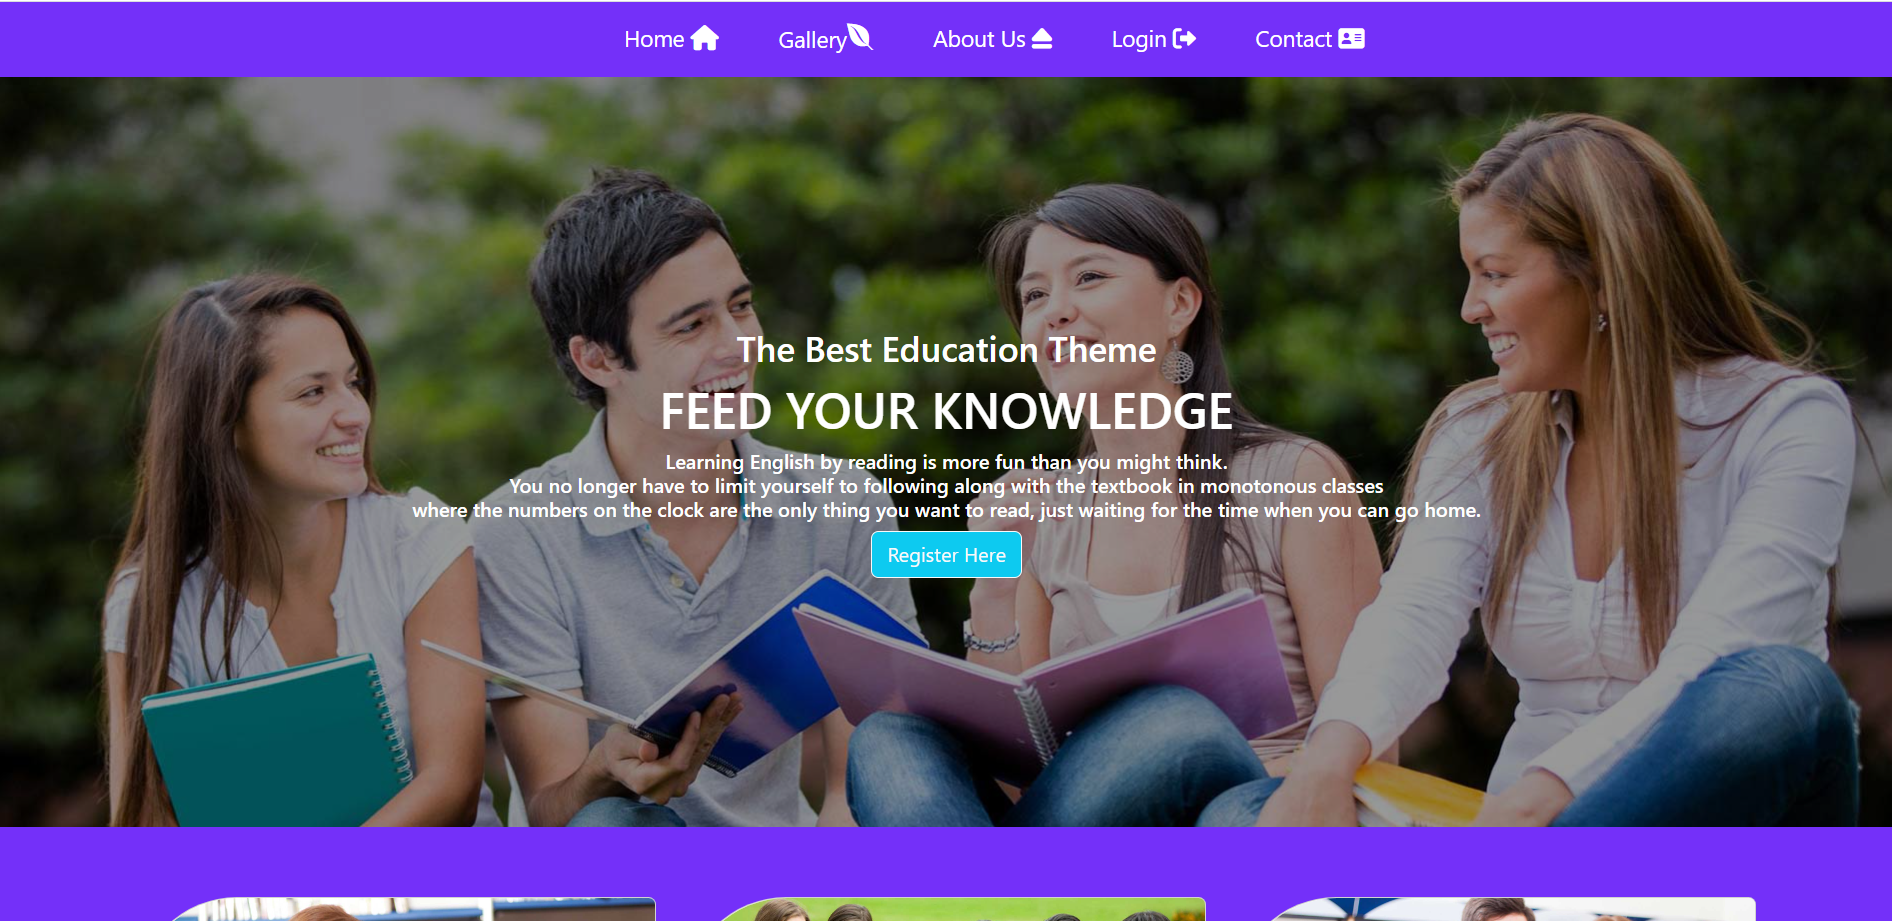 Home Gallery About Us Login Contact
The Best Education Theme
FEED YOUR KNOWLEDGE
Learning English by reading is more fun than you might think.
You no longer have to limit yourself to following along with the textbook in monotonous classes
where the numbers on the clock are the only thing you want to read, just waiting for the time when you can go home.
Register Here